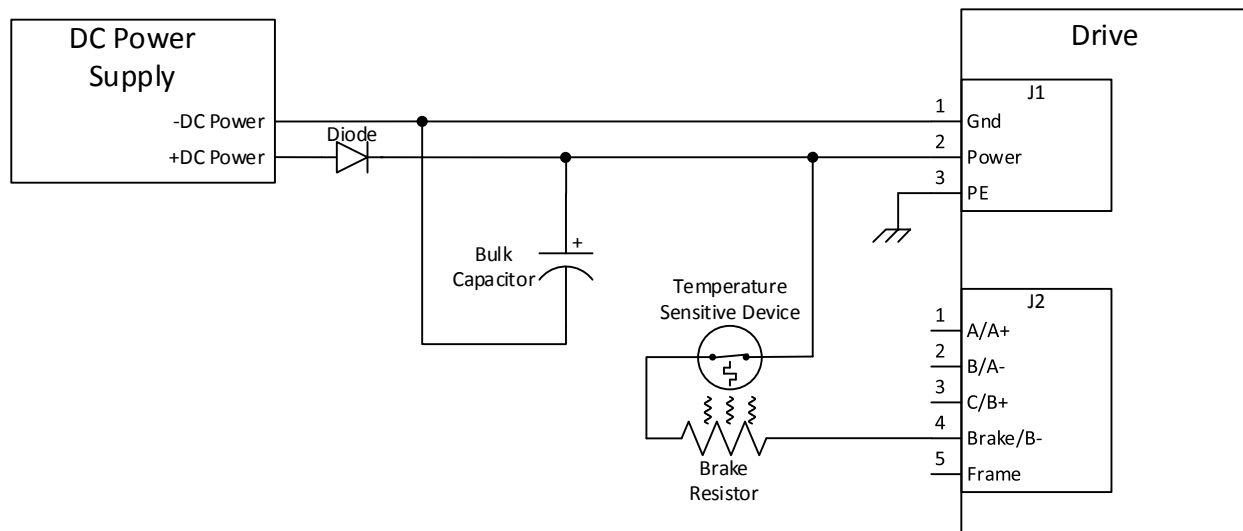 DC Power
Supply
-DC Power
+DC Power
Diode
Bulk
Capacitor
+
Temperature
Sensitive Device
Brake
Resistor
Drive
J1
1
Gnd
2
Power
3
PE
J2
1
A/A+
2
B/A-
3
C/B+
4
Brake/B-
5
Frame